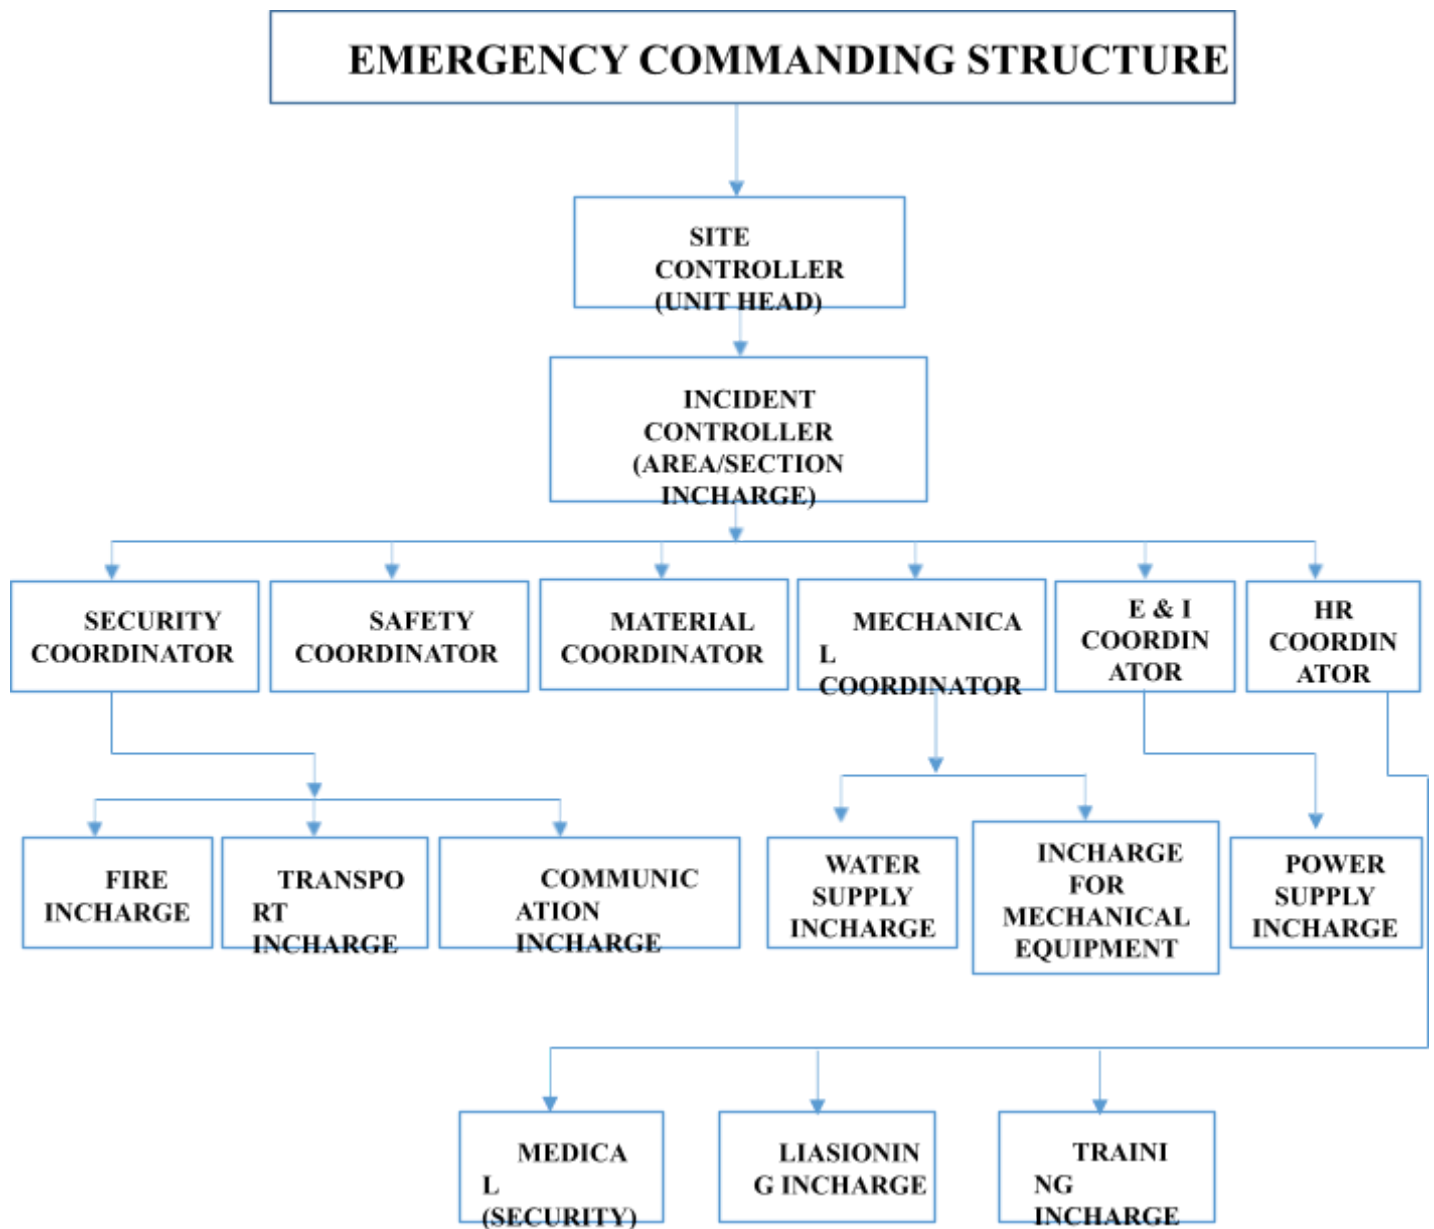 EMERGENCY COMMANDING STRUCTURE
SITE
CONTROLLER
(UNIT HEAD)
INCIDENT
CONTROLLER
(AREA/SECTION
INCHARGE)
SECURITY
COORDINATOR
SAFETY
COORDINATOR
MATERIAL
COORDINATOR
MECHANICA
L
COORDINATOR
E & I
COORDIN
ATOR
HR
COORDIN
ATOR
FIRE
INCHARGE
TRANSPO
RT
INCHARGE
COMMUNIC
ATION
INCHARGE
WATER
SUPPLY
INCHARGE
INCHARGE
FOR
MECHANICAL
EQUIPMENT
POWER
SUPPLY
INCHARGE
MEDICA
L
(SECURITY)
LIASIONIN
G INCHARGE
TRAINI
NG
INCHARGE